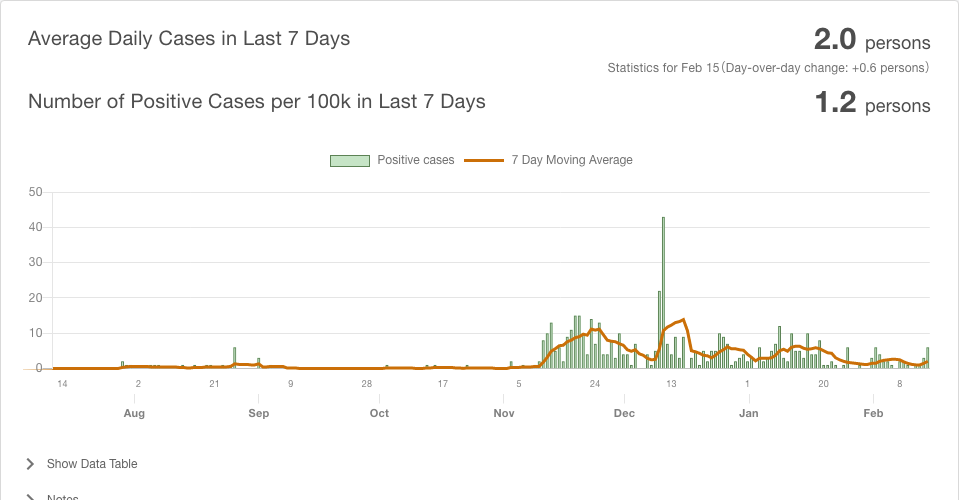 Average Daily Cases in Last 7 Days
2.0 persons
Statistics for Feb 15(Day-over-day change: +0.6 persons)
Number of Positive Cases per 100k in Last 7 Days
1.2 persons
Positive cases
7 Day Moving Average
50
40
30
20
10
0
14 2 21 9 28 17 5 24 13 1 20 8
Aug Sep Oct Nov Dec Jan Feb
Show Data Table
Notes